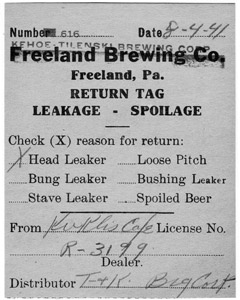 Number 616 Date 8-4-41
KEHOE-TILENSKI BREWING CORP.
Freeland Brewing Co.
Freeland, Pa.
RETURN TAG
LEAKAGE - SPOILAGE
Check (X) reason for return:
X Head Leaker Loose Pitch
Bung Leaker Bushing Leaker
Stave Leaker Spoiled Beer
From Cafe License No.
R-3199
Dealer.
Distributor T&K.